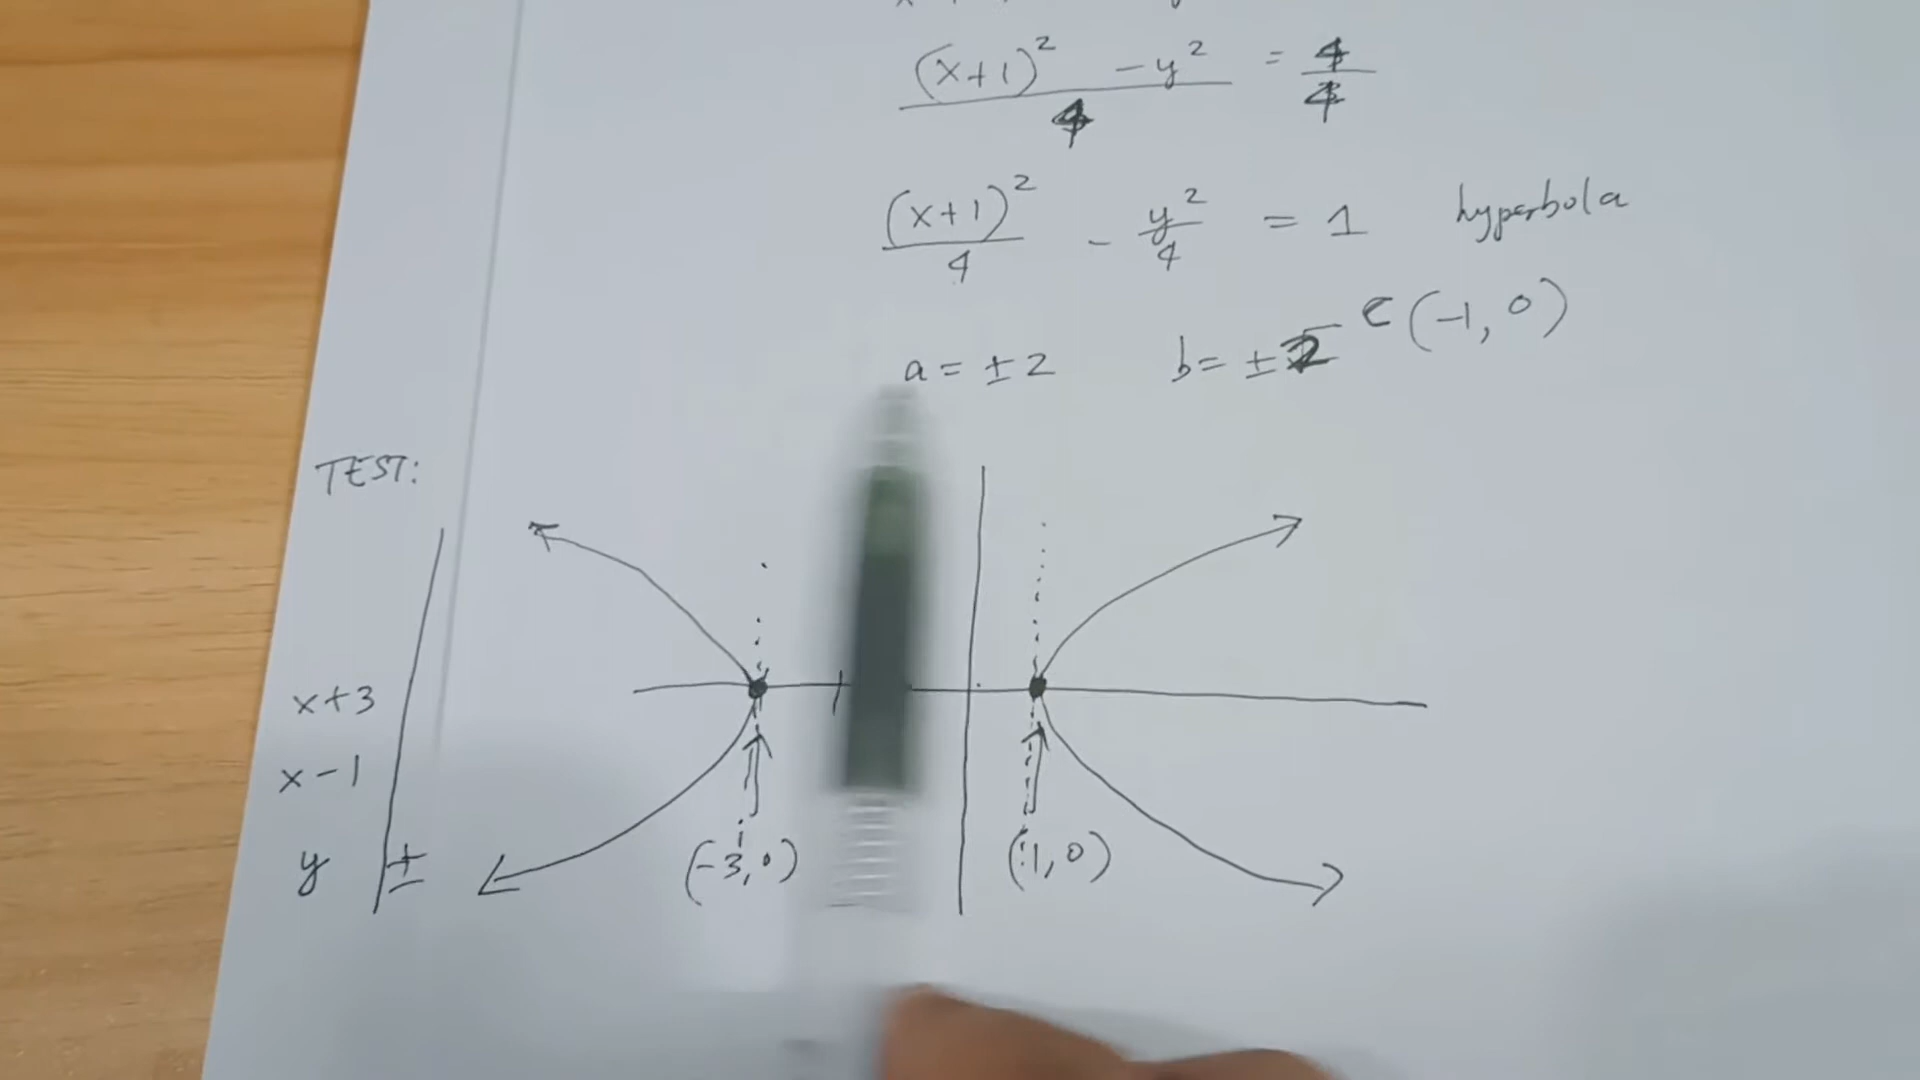 (x+1)² - y² / 4 = 4/4
(x+1)²/4 - y²/4 = 1 hyperbola
C (-1, 0)
a = ± 2 b = ± 2
TEST:
x+3
x-1
y ±
(-3, 0) (1, 0)